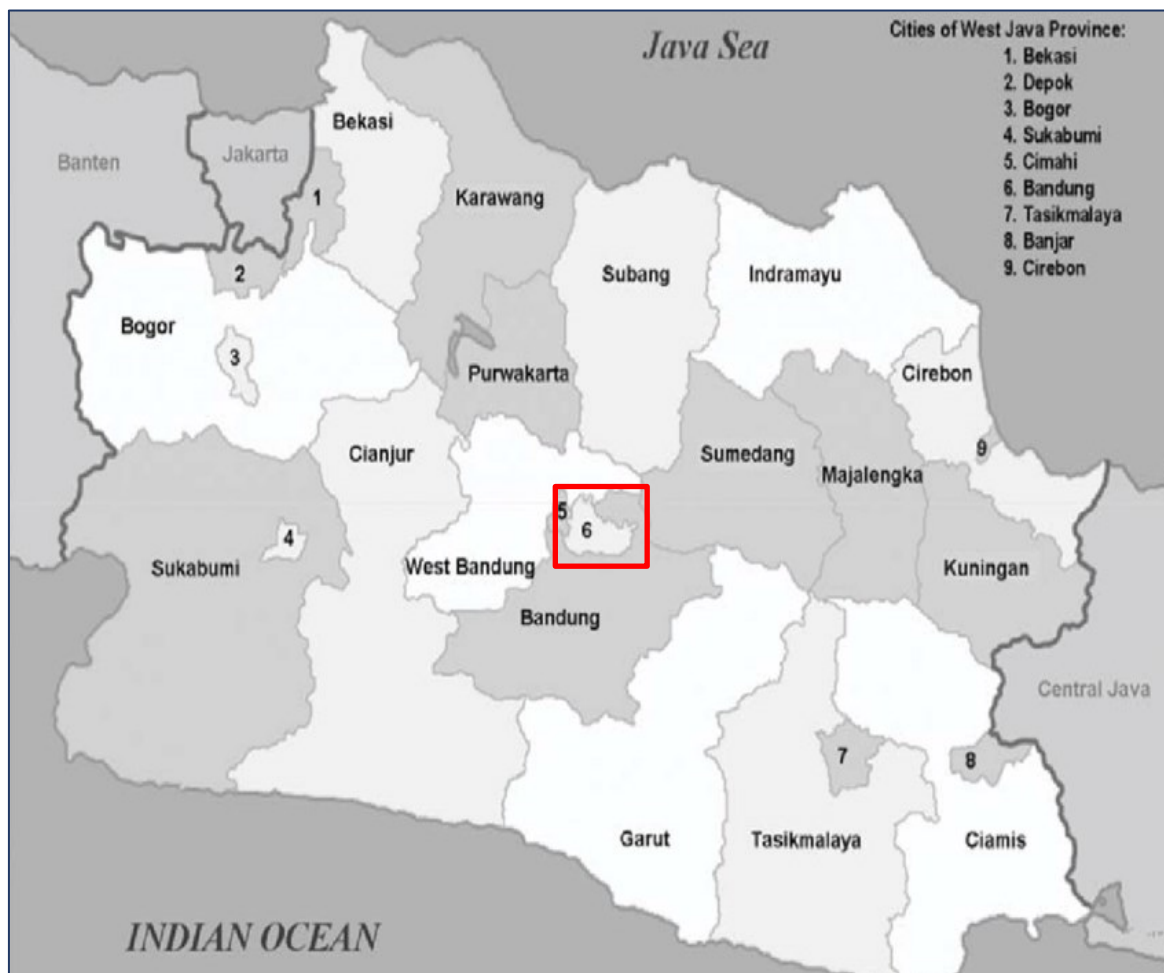 Java Sea
Cities of West Java Province:
1. Bekasi
2. Depok
3. Bogor
4. Sukabumi
5. Cimahi
6. Bandung
7. Tasikmalaya
8. Banjar
9. Cirebon
Banten
Jakarta
Bekasi
1
Karawang
2
Subang
Indramayu
Bogor
3
Purwakarta
Cirebon
Cianjur
Sumedang
Majalengka
9
5
6
4
Sukabumi
West Bandung
Kuningan
Bandung
Central Java
7
8
Garut
Tasikmalaya
Ciamis
INDIAN OCEAN